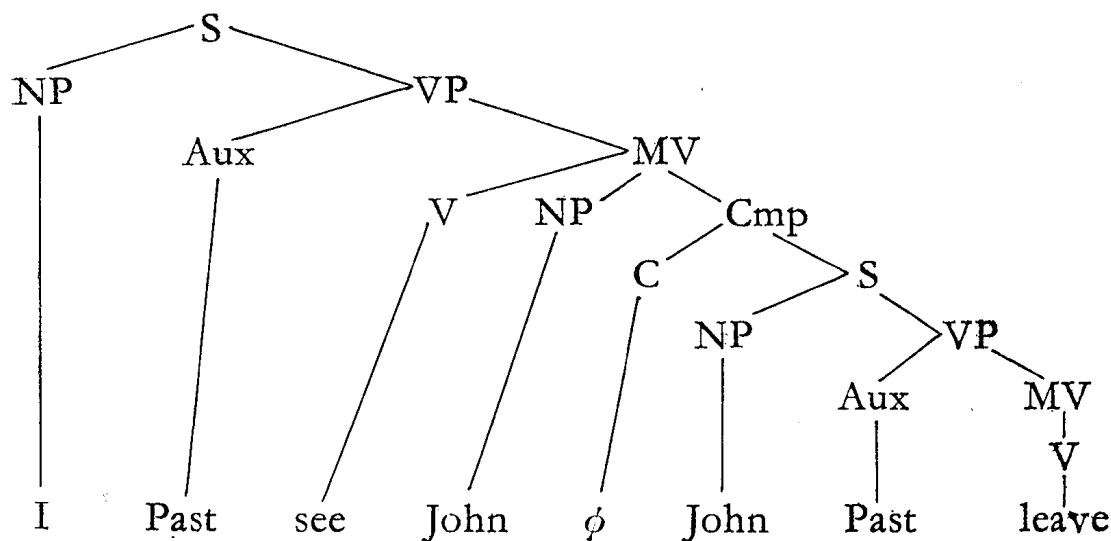 S
NP VP
Aux MV
V NP Cmp
C S
NP VP
Aux MV
V
I Past see John ϕ John Past leave